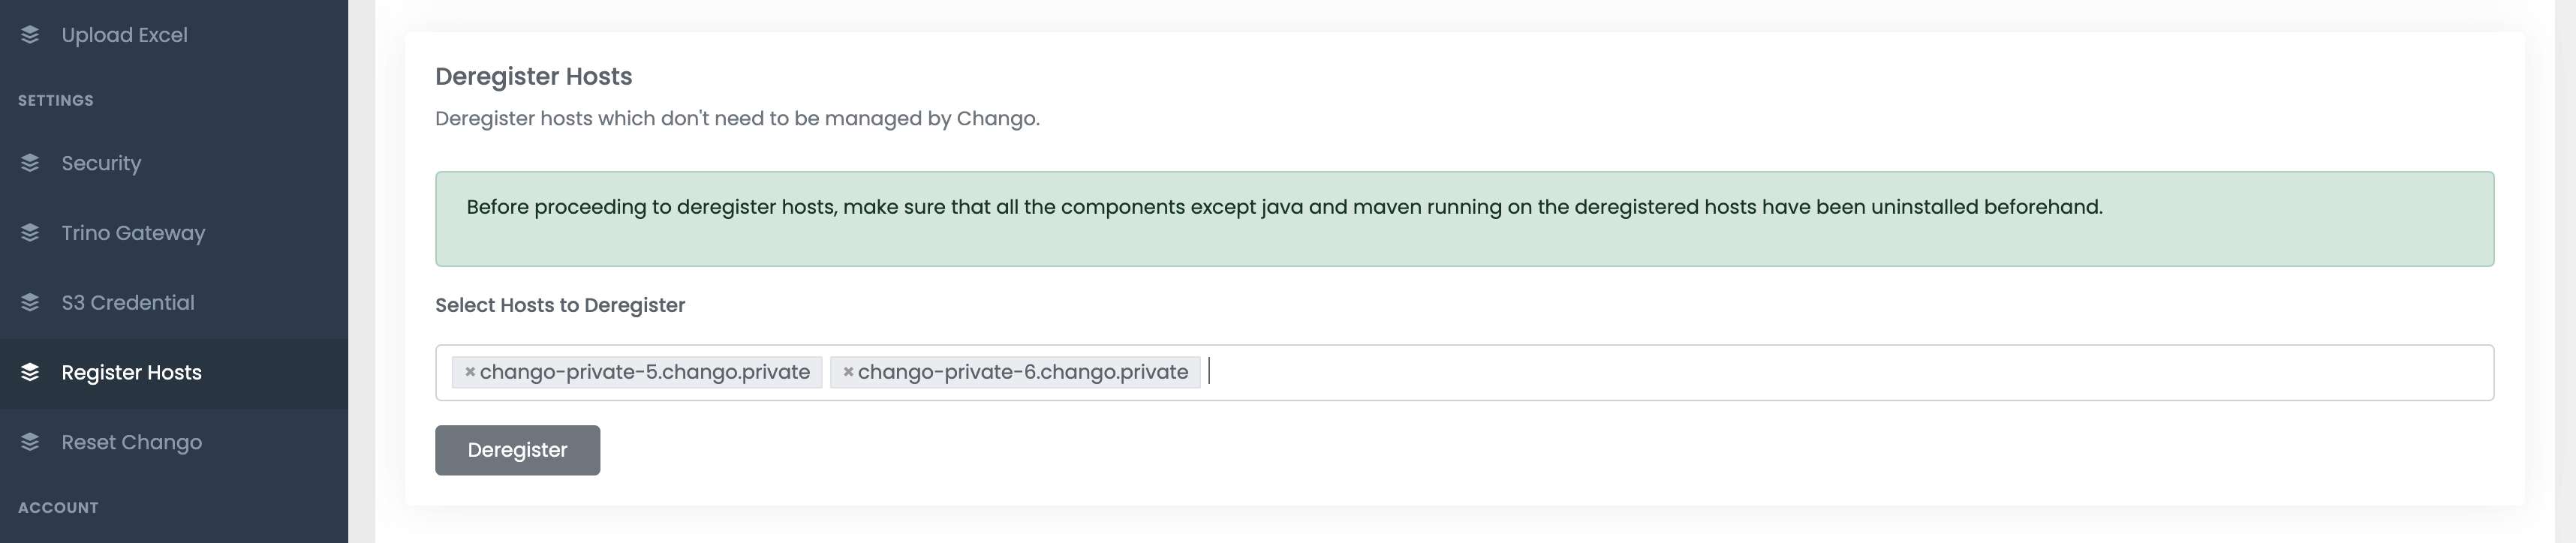 Upload Excel
SETTINGS
Security
Trino Gateway
S3 Credential
Register Hosts
Reset Chango
ACCOUNT
Deregister Hosts
Deregister hosts which don't need to be managed by Chango.
Before proceeding to deregister hosts, make sure that all the components except java and maven running on the deregistered hosts have been uninstalled beforehand.
Select Hosts to Deregister
×chango-private-5.chango.private ×chango-private-6.chango.private
Deregister